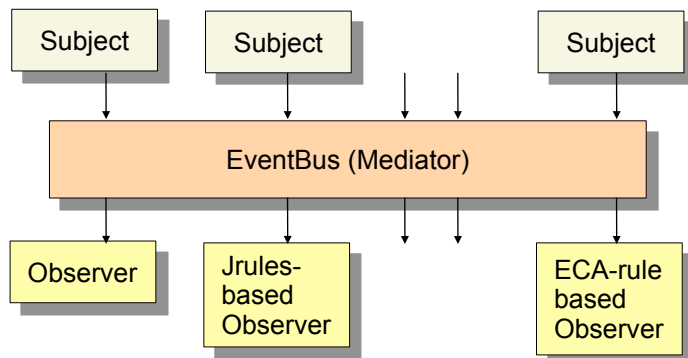 Subject
Subject
Subject
EventBus (Mediator)
Observer
Jrules-
based
Observer
ECA-rule
based
Observer